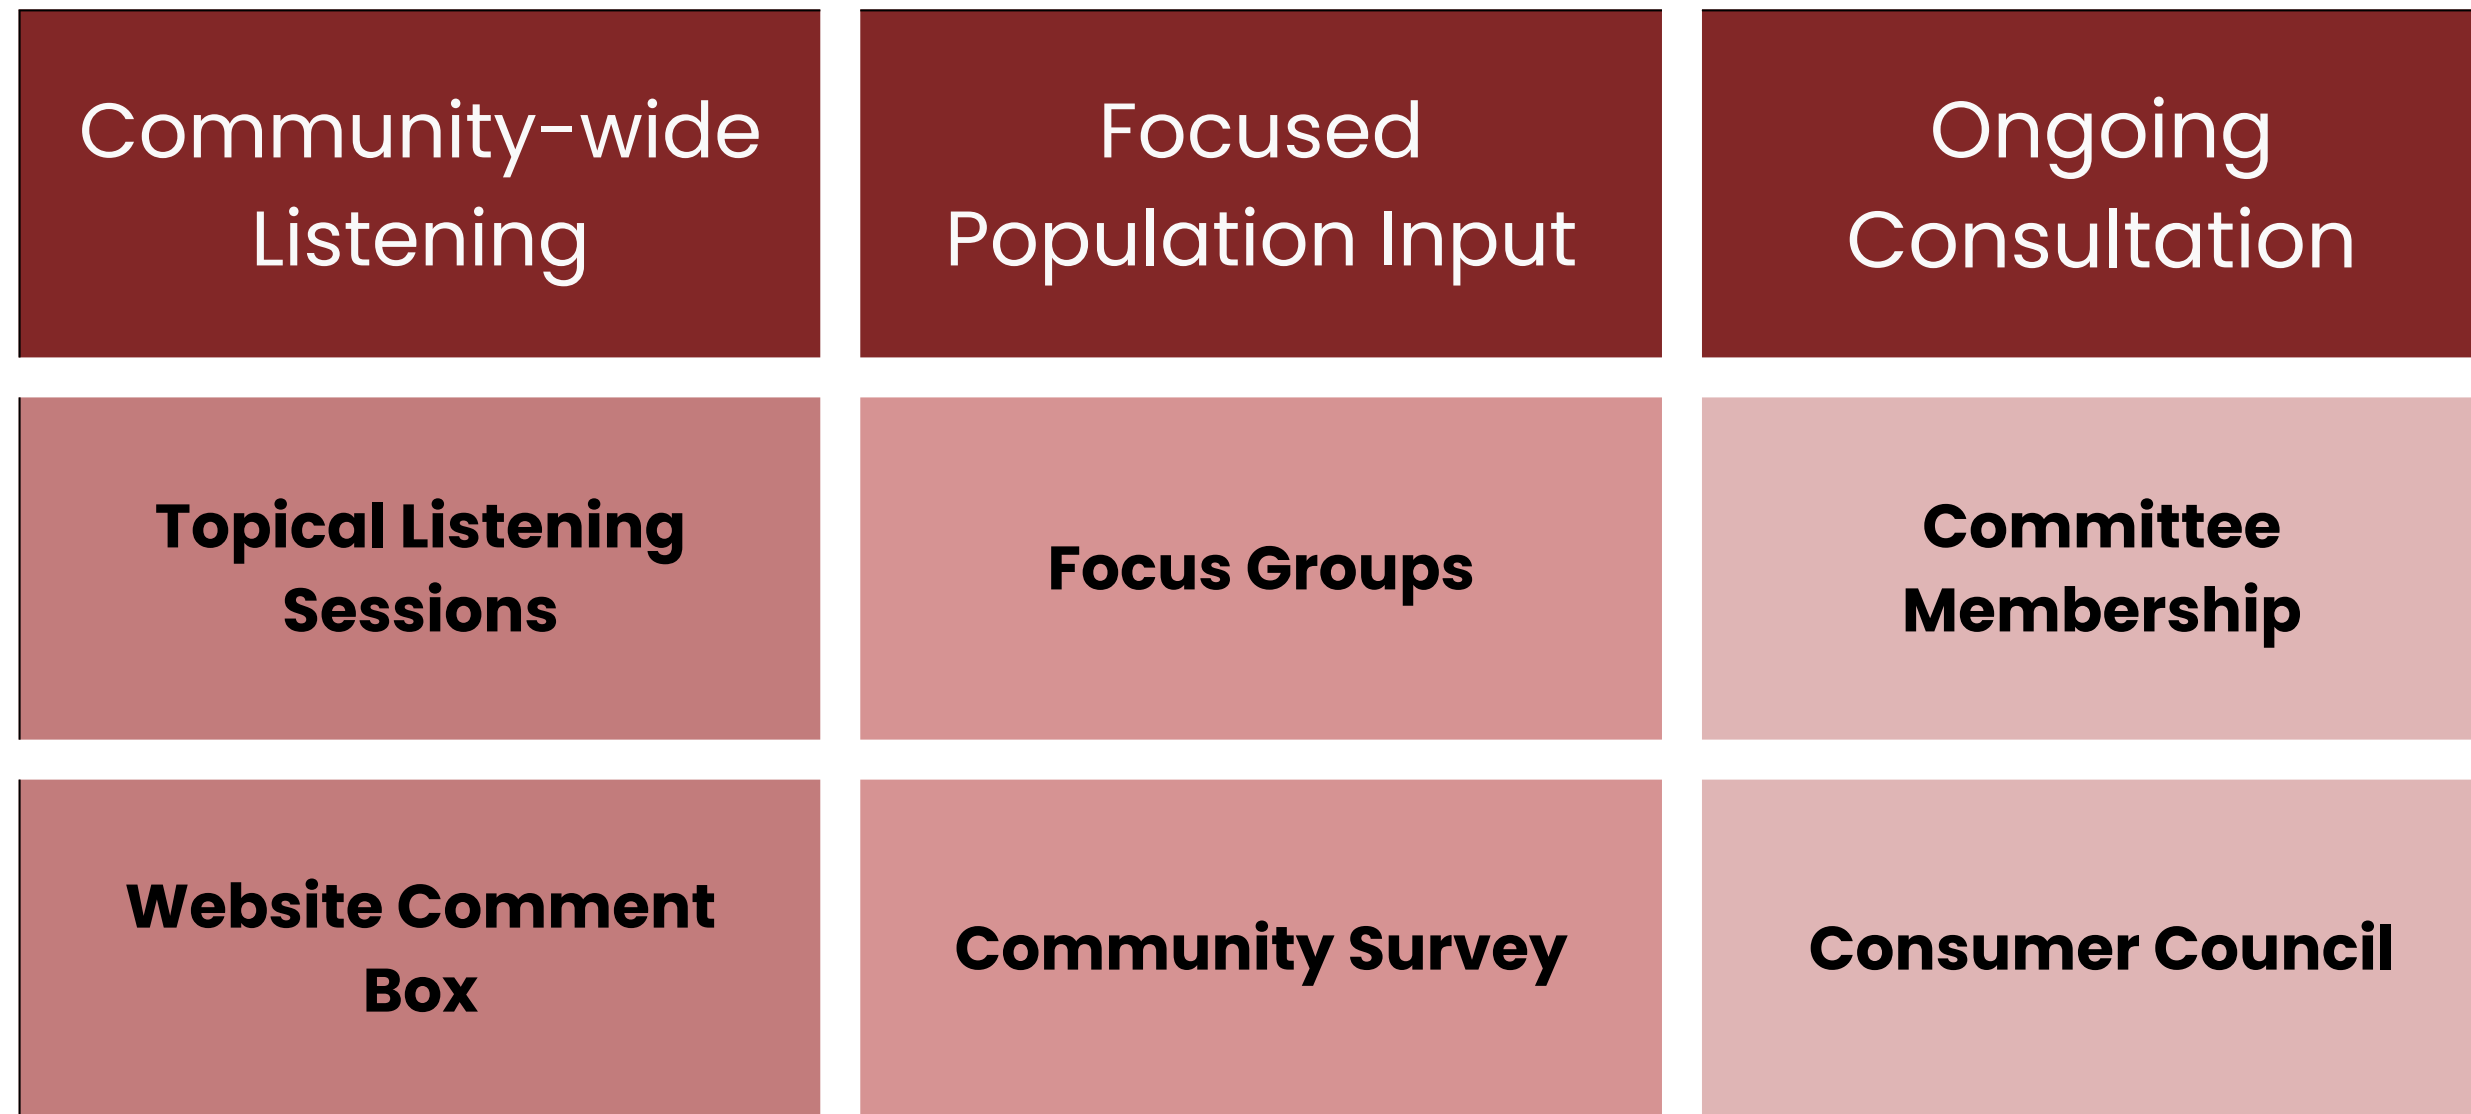 Community-wide
Listening
Focused
Population Input
Ongoing
Consultation
Topical Listening
Sessions
Focus Groups
Committee
Membership
Website Comment
Box
Community Survey
Consumer Council